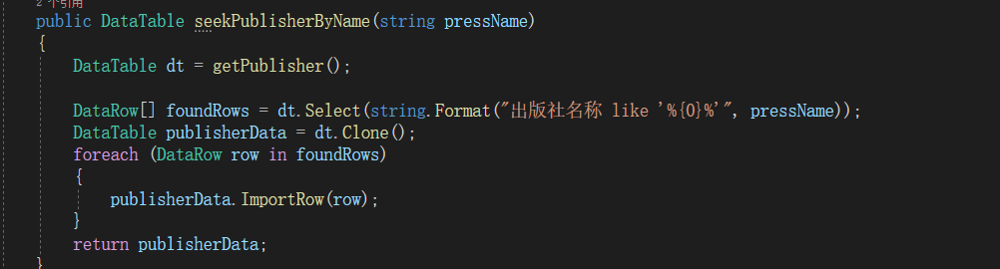 2 个引用
public DataTable seekPublisherByName(string pressName)
{
DataTable dt = getPublisher();
DataRow[] foundRows = dt.Select(string.Format("出版社名称 like '%{0}%'", pressName));
DataTable publisherData = dt.Clone();
foreach (DataRow row in foundRows)
{
publisherData.ImportRow(row);
}
return publisherData;
}